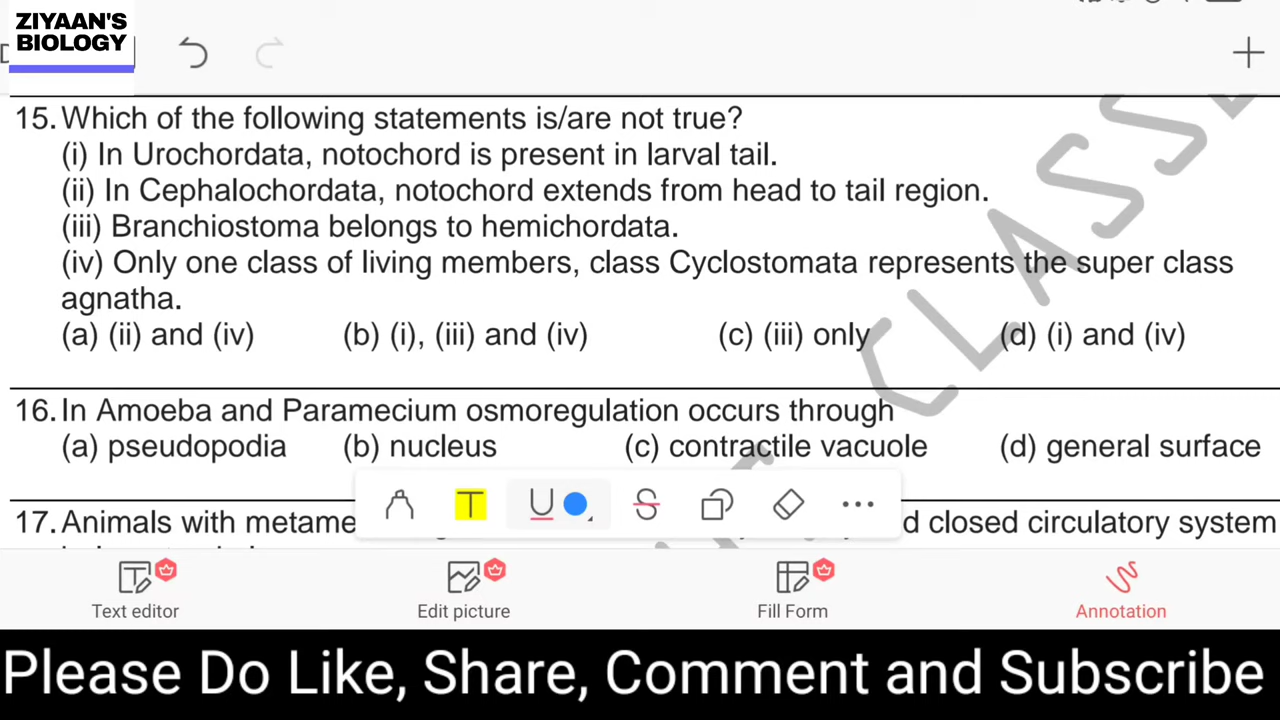 ZIYAAN'S
BIOLOGY
15. Which of the following statements is/are not true?
(i) In Urochordata, notochord is present in larval tail.
(ii) In Cephalochordata, notochord extends from head to tail region.
(iii) Branchiostoma belongs to hemichordata.
(iv) Only one class of living members, class Cyclostomata represents the super class
agnatha.
(a) (ii) and (iv) (b) (i), (iii) and (iv) (c) (iii) only (d) (i) and (iv)
16. In Amoeba and Paramecium osmoregulation occurs through
(a) pseudopodia (b) nucleus (c) contractile vacuole (d) general surface
17. Animals with metame d closed circulatory system
T U S
Text editor Edit picture Fill Form Annotation
Please Do Like, Share, Comment and Subscribe
CLASSE